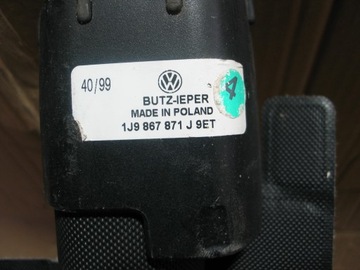 40/99
VW
BUTZ-IEPER
MADE IN POLAND
1J9 867 871 J 9ET